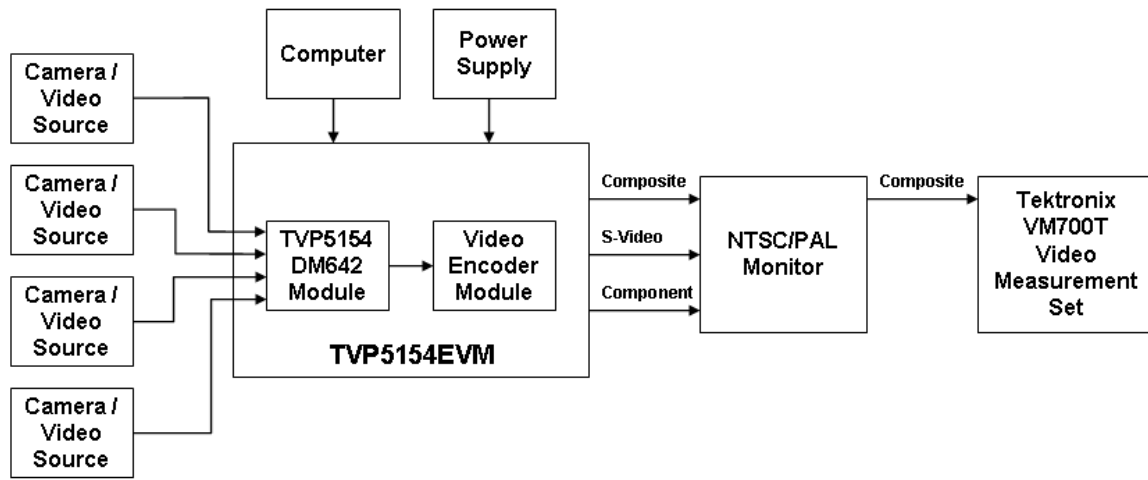 Computer
Power
Supply
Camera /
Video
Source
Camera /
Video
Source
Camera /
Video
Source
Camera /
Video
Source
TVP5154
DM642
Module
Video
Encoder
Module
TVP5154EVM
Composite
S-Video
Component
NTSC/PAL
Monitor
Composite
Tektronix
VM700T
Video
Measurement
Set